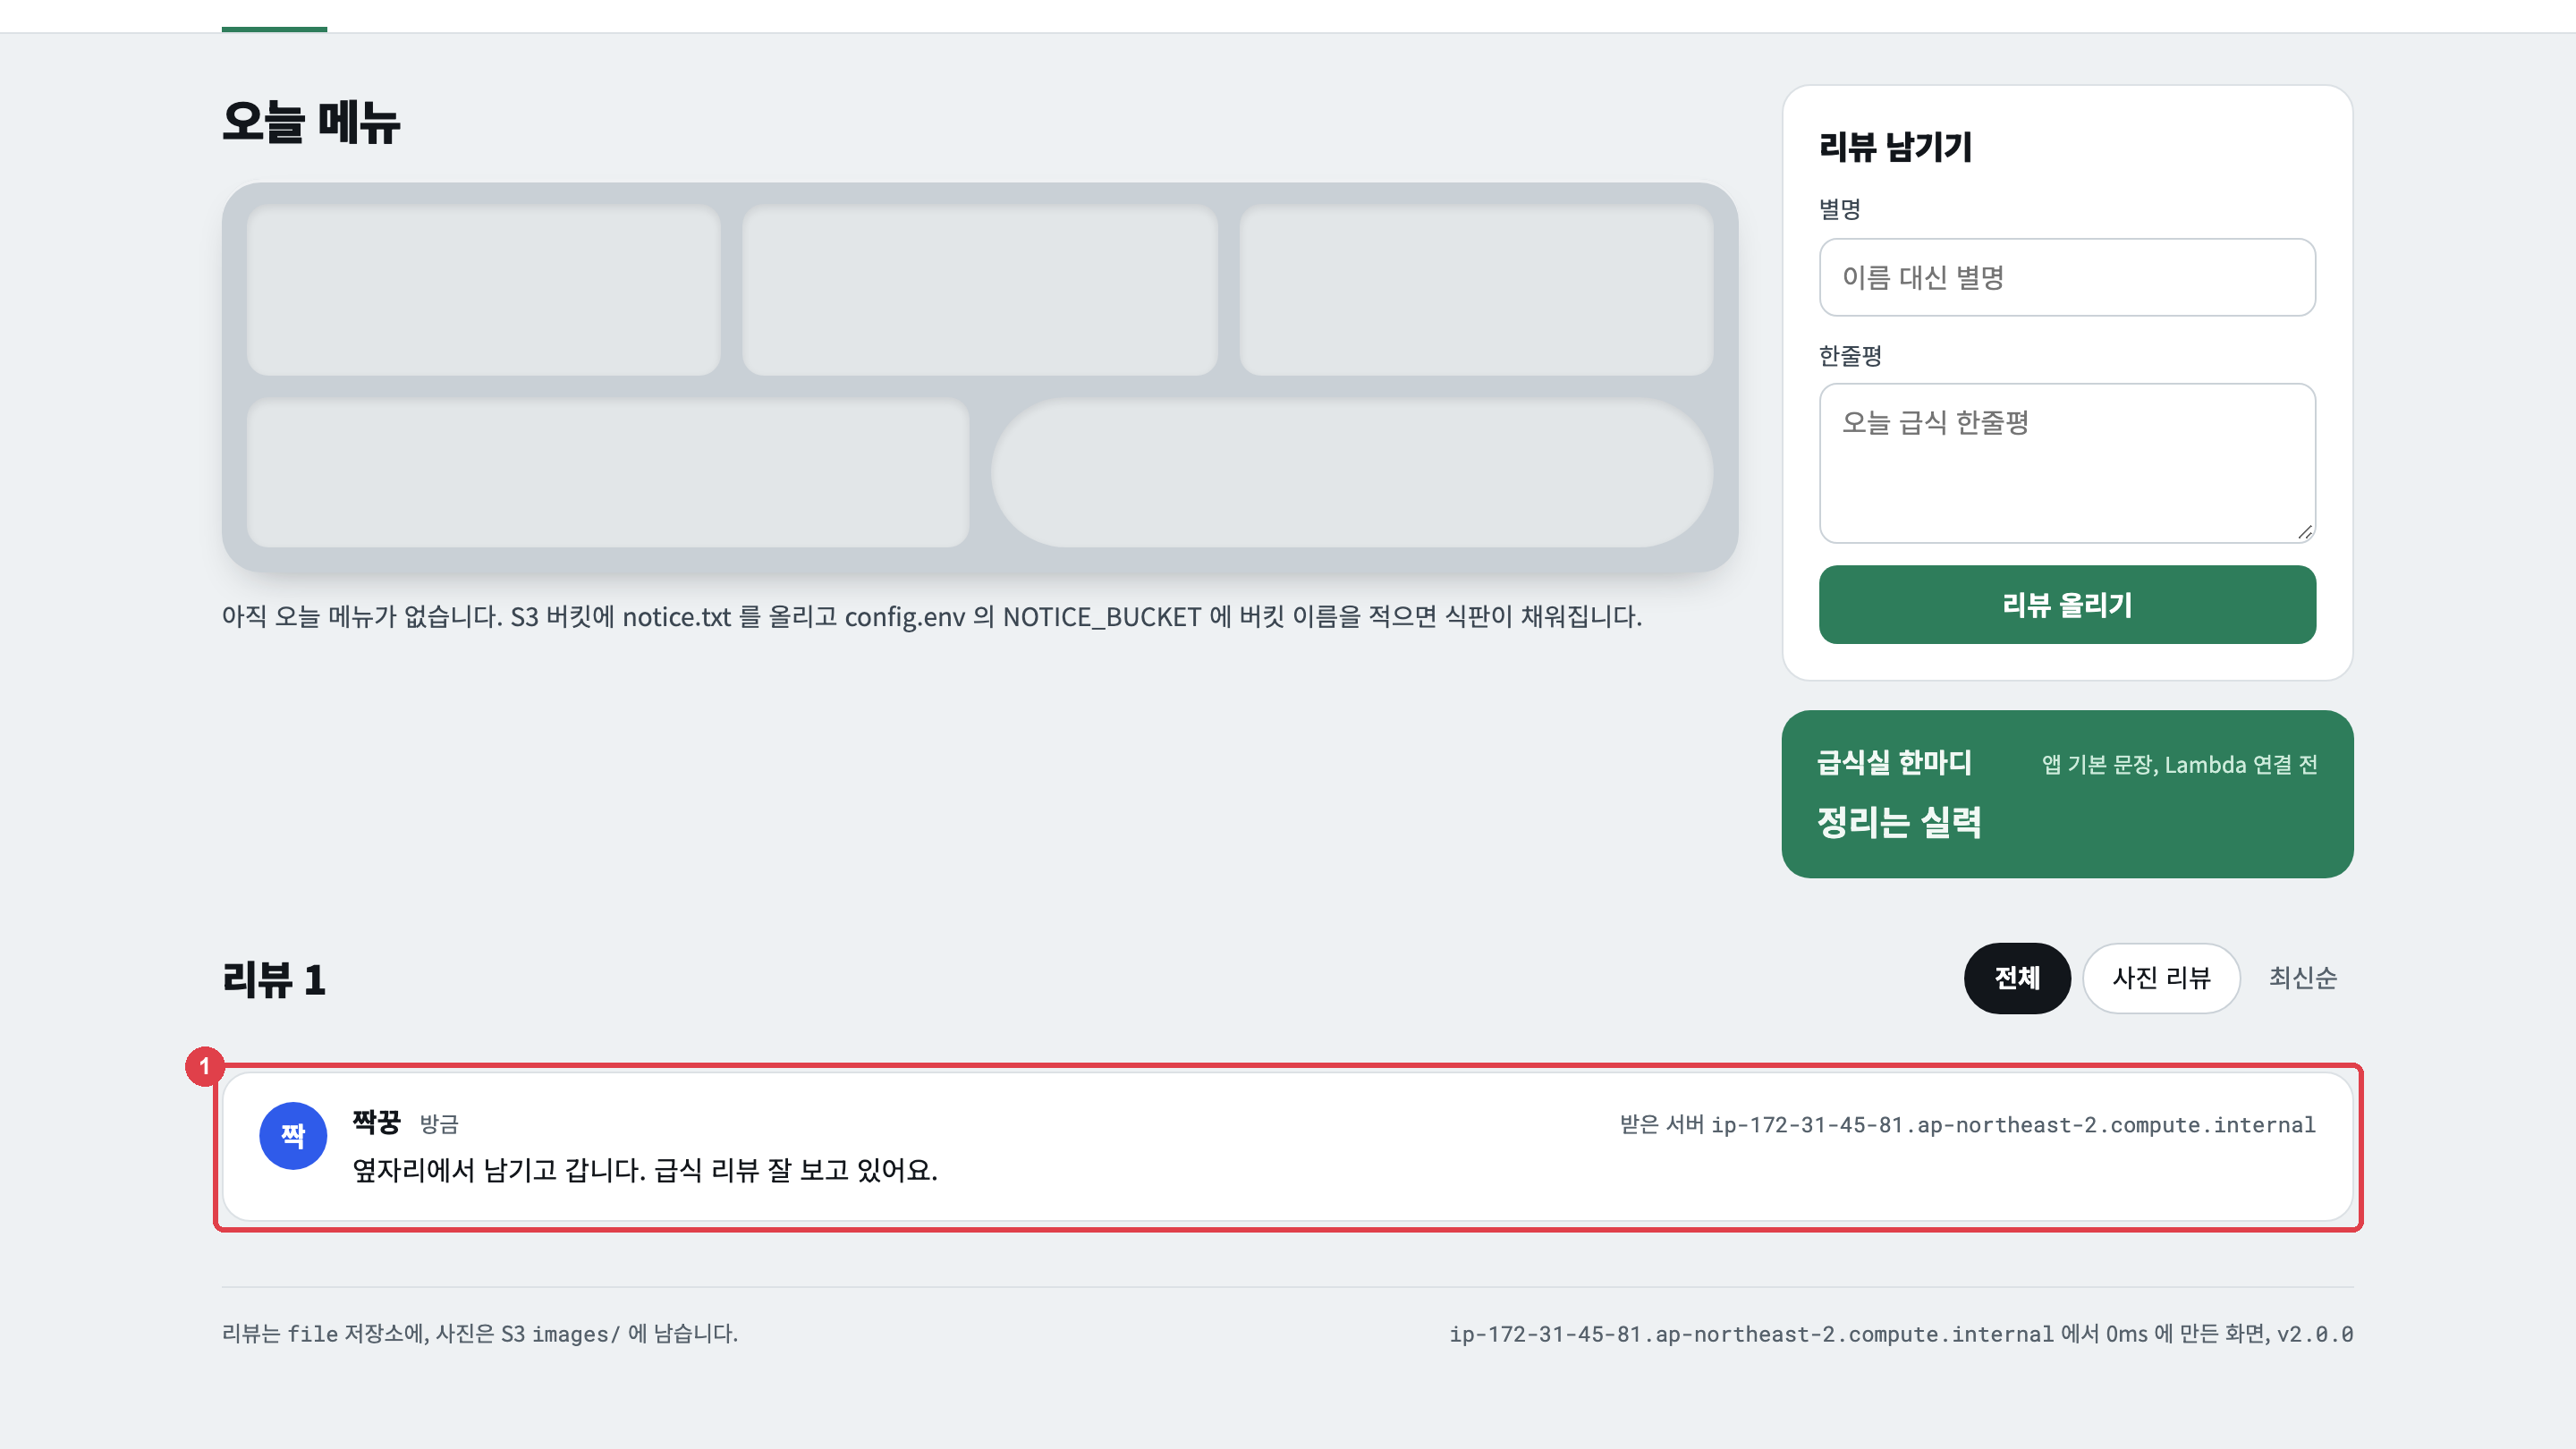 오늘 메뉴
아직 오늘 메뉴가 없습니다. S3 버킷에 notice.txt 를 올리고 config.env 의 NOTICE_BUCKET 에 버킷 이름을 적으면 식판이 채워집니다.
리뷰 남기기
별명
이름 대신 별명
한줄평
오늘 급식 한줄평
리뷰 올리기
급식실 한마디
앱 기본 문장, Lambda 연결 전
정리는 실력
리뷰 1
전체
사진 리뷰
최신순
1
짝
짝꿍 방금
받은 서버 ip-172-31-45-81.ap-northeast-2.compute.internal
옆자리에서 남기고 갑니다. 급식 리뷰 잘 보고 있어요.
리뷰는 file 저장소에, 사진은 S3 images/ 에 남습니다.
ip-172-31-45-81.ap-northeast-2.compute.internal 에서 0ms 에 만든 화면, v2.0.0